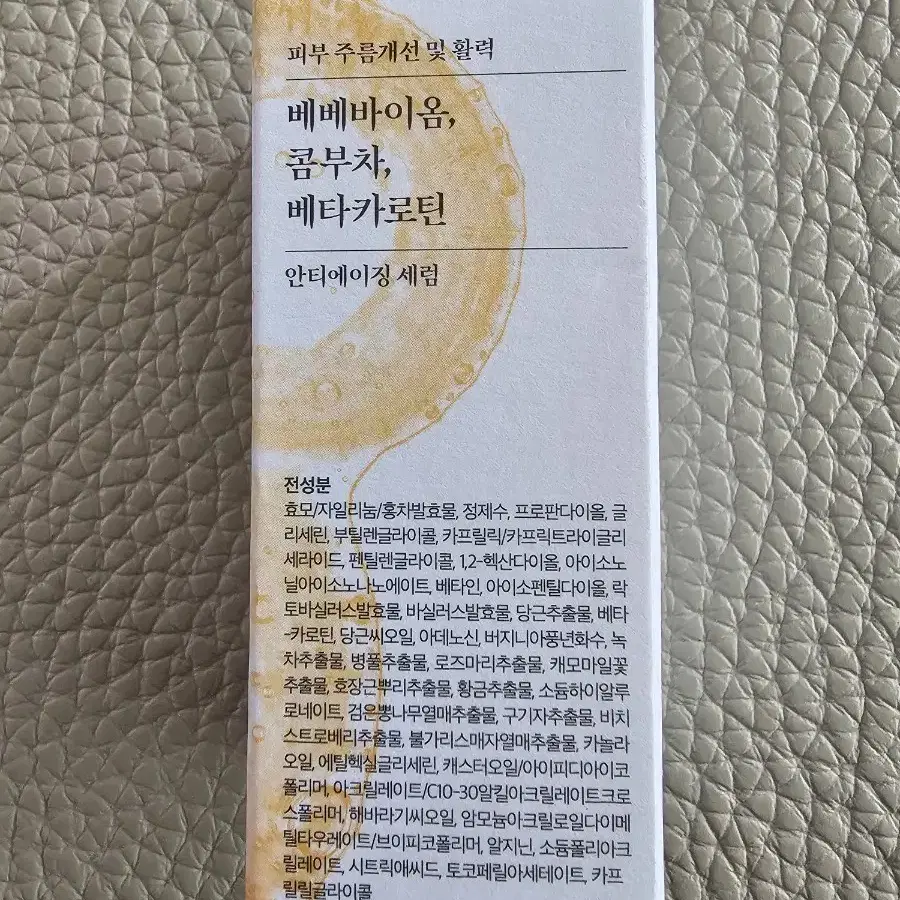 피부 주름개선 및 활력
베베바이옴,
콤부차,
베타카로틴
안티에이징 세럼
전성분
효모/자일리눔/홍차발효물, 정제수, 프로판다이올, 글
리세린, 부틸렌글라이콜, 카프릴릭/카프릭트라이글리
세라이드, 펜틸렌글라이콜, 1,2-헥산다이올, 아이소노
닐아이소노나노에이트, 베타인, 아이소펜틸다이올, 락
토바실러스발효물, 바실러스발효물, 당근추출물, 베타
-카로틴, 당근씨오일, 아데노신, 버지니아풍년화수, 녹
차추출물, 병풀추출물, 로즈마리추출물, 캐모마일꽃
추출물, 호장근뿌리추출물, 황금추출물, 소듐하이알루
로네이트, 검은뽕나무열매추출물, 구기자추출물, 비치
스트로베리추출물, 불가리스매자열매추출물, 카놀라
오일, 에틸헥실글리세린, 캐스터오일/아이피디아이코
폴리머, 아크릴레이트/C10-30알킬아크릴레이트크로
스폴리머, 해바라기씨오일, 암모늄아크릴로일다이메
틸타우레이트/브이피코폴리머, 알지닌, 소듐폴리아크
릴레이트, 시트릭애씨드, 토코페릴아세테이트, 카프
릴릴글라이콜